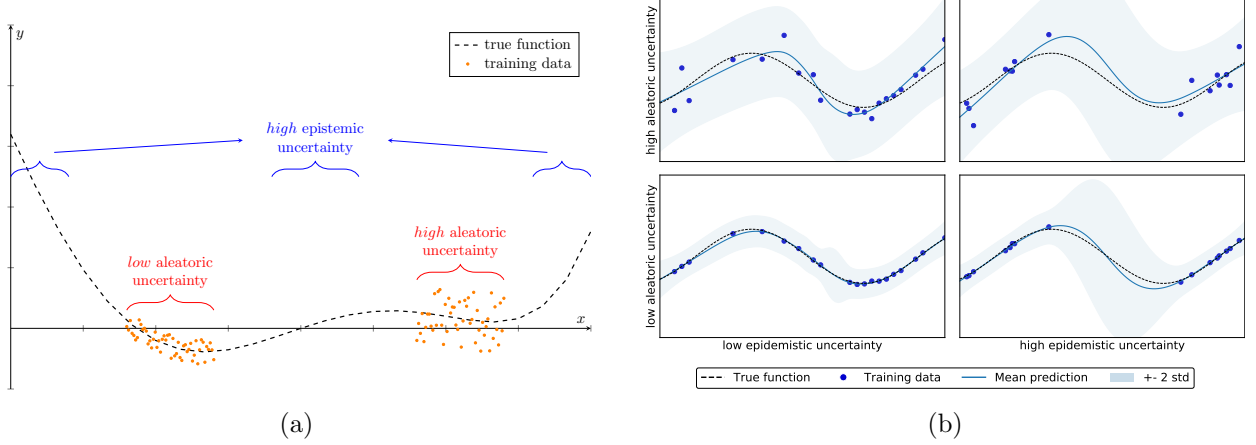 y
true function
training data
high epistemic
uncertainty
high aleatoric
uncertainty
low aleatoric
uncertainty
x
(a)
high aleatoric uncertainty
low aleatoric uncertainty
low epidemistic uncertainty
high epidemistic uncertainty
True function
Training data
Mean prediction
+- 2 std
(b)